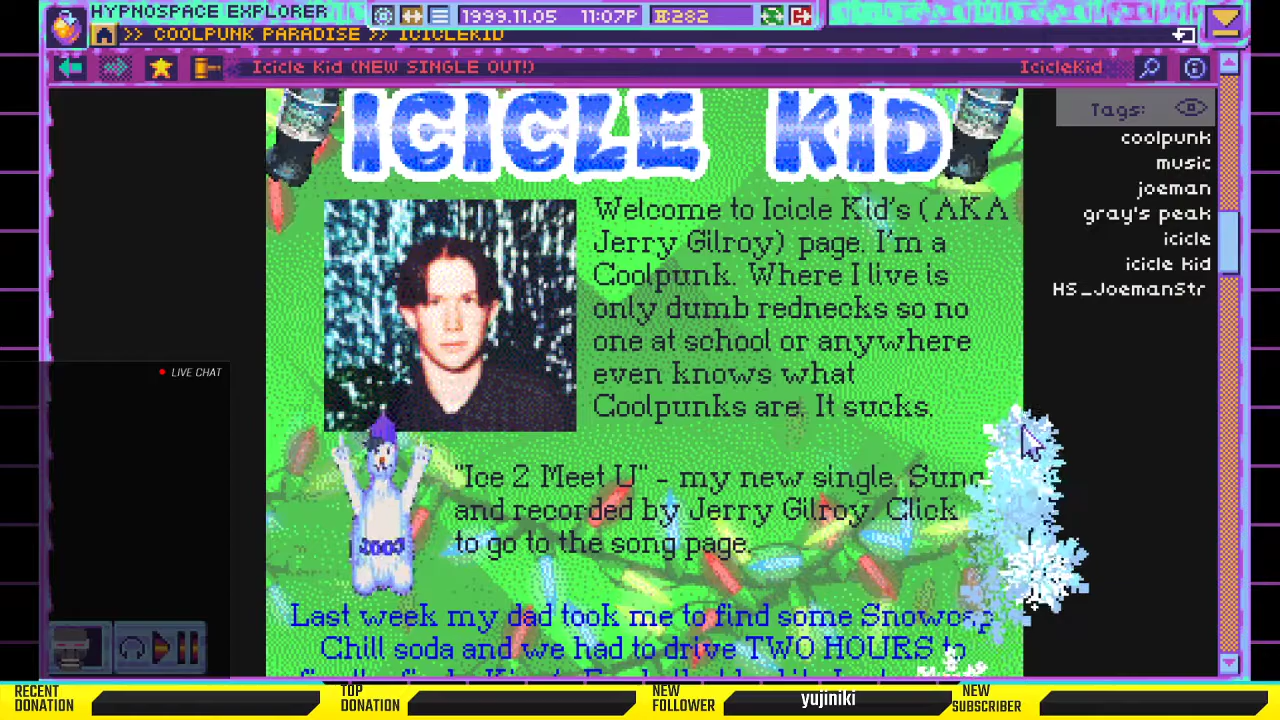 HYPNOSPACE EXPLORER
1999.11.05 11:07P 282
>> COOLPUNK PARADISE >> ICICLEKID
Icicle Kid (NEW SINGLE OUT!) IcicleKid
ICICLE KID
Tags:
coolpunk
music
joeman
gray's peak
icicle
icicle kid
HS_JoemanStr
Welcome to Icicle Kid's (AKA
Jerry Gilroy) page. I'm a
Coolpunk. Where I live is
only dumb rednecks so no
one at school or anywhere
even knows what
Coolpunks are. It sucks.
LIVE CHAT
"Ice 2 Meet U" - my new single. Sung
and recorded by Jerry Gilroy. Click
to go to the song page.
Last week my dad took me to find some Snowcap
Chill soda and we had to drive TWO HOURS to
RECENT
DONATION
TOP
DONATION
NEW
FOLLOWER
yujiniki
NEW
SUBSCRIBER